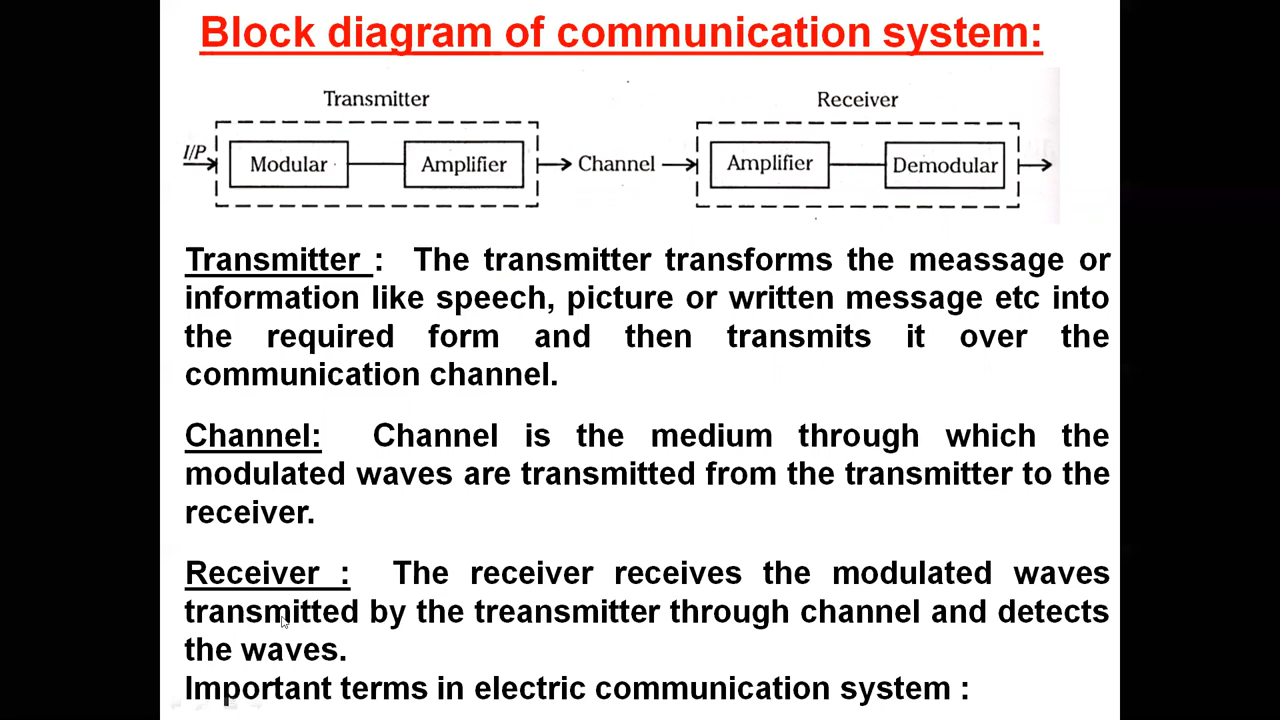 Block diagram of communication system:
Transmitter
Receiver
I/P
Modular
Amplifier
Channel
Amplifier
Demodular
Transmitter : The transmitter transforms the meassage or
information like speech, picture or written message etc into
the required form and then transmits it over the
communication channel.
Channel: Channel is the medium through which the
modulated waves are transmitted from the transmitter to the
receiver.
Receiver : The receiver receives the modulated waves
transmitted by the treansmitter through channel and detects
the waves.
Important terms in electric communication system :